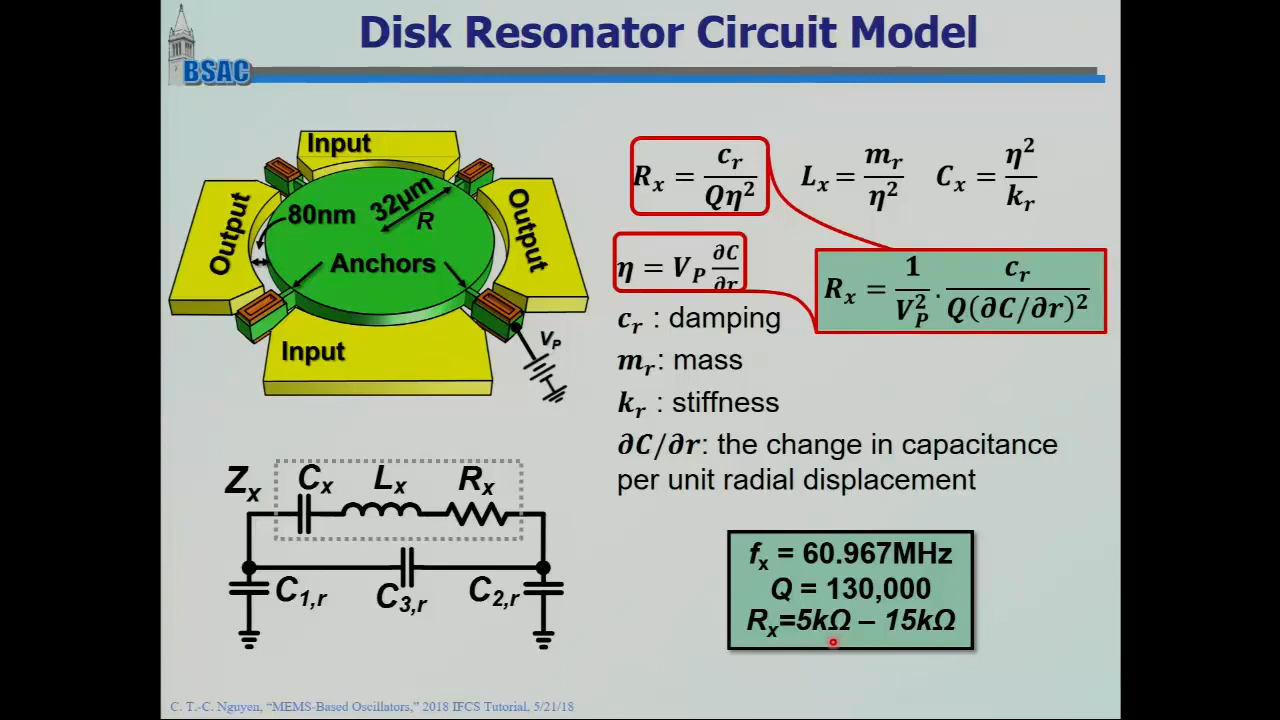 Disk Resonator Circuit Model
BSAC
Input
Output
80nm
32μm
R
Output
Anchors
Input
V_P
R_x = c_r / Qη²
L_x = m_r / η²
C_x = η² / k_r
η = V_P ∂C/∂r
R_x = 1/V_P² · c_r / Q(∂C/∂r)²
c_r : damping
m_r: mass
k_r : stiffness
∂C/∂r: the change in capacitance
per unit radial displacement
Z_x
C_x
L_x
R_x
C_1,r
C_3,r
C_2,r
f_x = 60.967MHz
Q = 130,000
R_x=5kΩ – 15kΩ
C. T.-C. Nguyen, "MEMS-Based Oscillators," 2018 IFCS Tutorial, 5/21/18